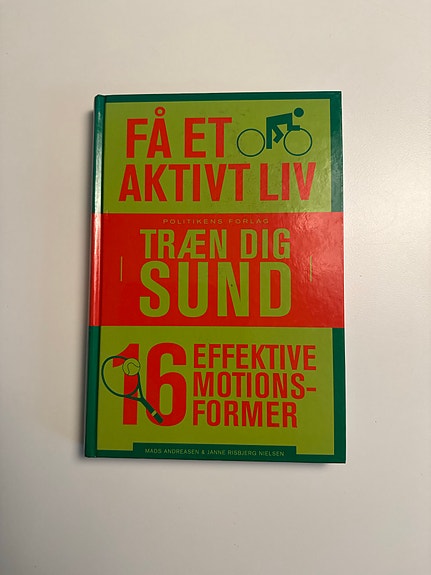 FÅ ET
AKTIVT LIV
POLITIKENS FORLAG
TRÆN DIG
SUND
16 EFFEKTIVE
MOTIONS-
FORMER
MADS ANDREASEN & JANNE RISBJERG NIELSEN